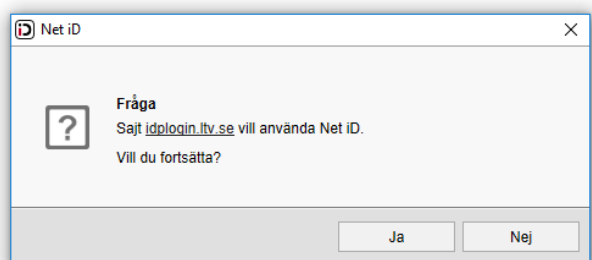 Net iD
Fråga
Sajt idplogin.ltv.se vill använda Net iD.
Vill du fortsätta?
Ja
Nej